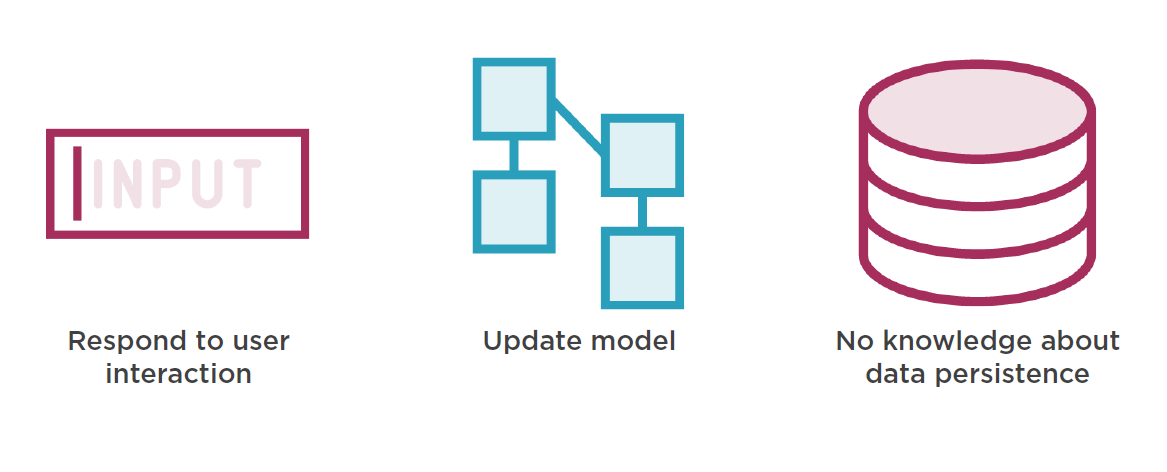 INPUT
Respond to user
interaction
Update model
No knowledge about
data persistence